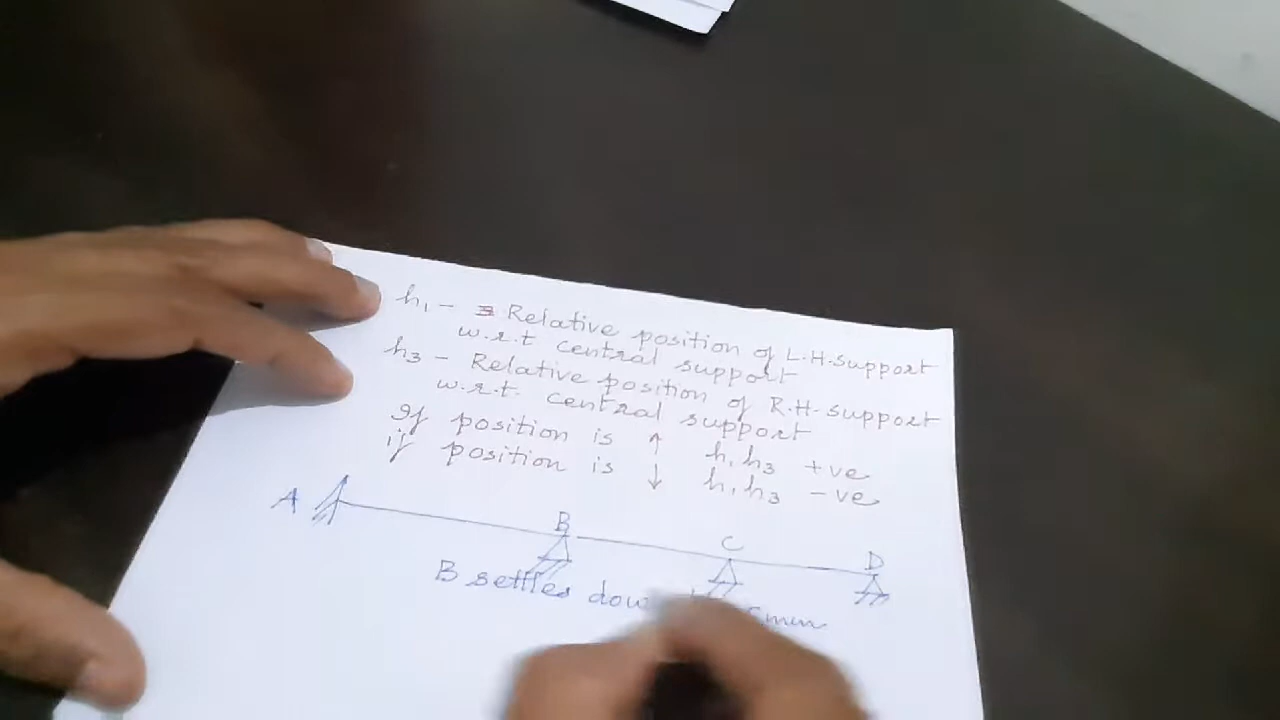 h₁ - Relative position of L.H. support
w.r.t central support
h₃ - Relative position of R.H. support
w.r.t. central support
If position is ↑ h₁h₃ +ve
if position is ↓ h₁h₃ -ve
A B C D
B settles